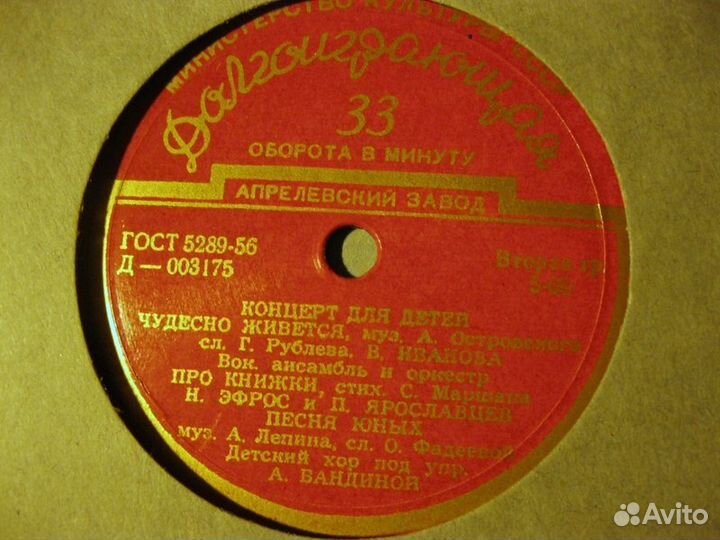 МИНИСТЕРСТВО КУЛЬТУРЫ СССР
Долгоиграющая
33
ОБОРОТА В МИНУТУ
АПРЕЛЕВСКИЙ ЗАВОД
ГОСТ 5289-56
Д — 003175
Вторая гр.
КОНЦЕРТ ДЛЯ ДЕТЕЙ
ЧУДЕСНО ЖИВЕТСЯ, муз. А. Островского
сл. Г. Рублева. В. ИВАНОВА
Вок. ансамбль и оркестр
ПРО КНИЖКИ, стих. С. Маршака
Н. ЭФРОС и П. ЯРОСЛАВЦЕВ
ПЕСНЯ ЮНЫХ
муз. А. Лепина, сл. О. Фадеевой
Детский хор под упр.
А. БАНДИНОЙ
Avito